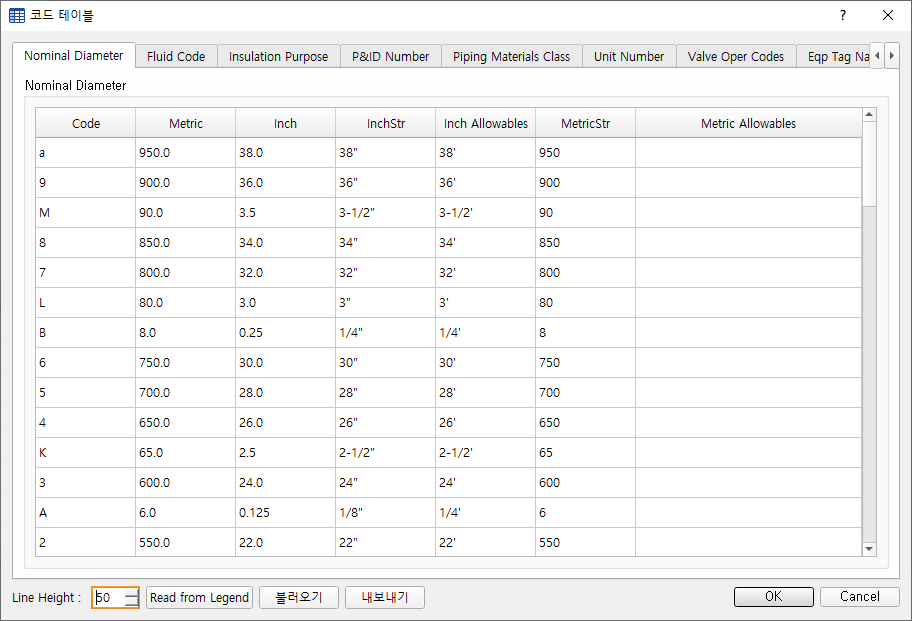 코드 테이블
Nominal Diameter Fluid Code Insulation Purpose P&ID Number Piping Materials Class Unit Number Valve Oper Codes Eqp Tag Na
Nominal Diameter
Code Metric Inch InchStr Inch Allowables MetricStr Metric Allowables
a 950.0 38.0 38" 38' 950
9 900.0 36.0 36" 36' 900
M 90.0 3.5 3-1/2" 3-1/2' 90
8 850.0 34.0 34" 34' 850
7 800.0 32.0 32" 32' 800
L 80.0 3.0 3" 3' 80
B 8.0 0.25 1/4" 1/4' 8
6 750.0 30.0 30" 30' 750
5 700.0 28.0 28" 28' 700
4 650.0 26.0 26" 26' 650
K 65.0 2.5 2-1/2" 2-1/2' 65
3 600.0 24.0 24" 24' 600
A 6.0 0.125 1/8" 1/4' 6
2 550.0 22.0 22" 22' 550
Line Height : 50 Read from Legend 불러오기 내보내기 OK Cancel